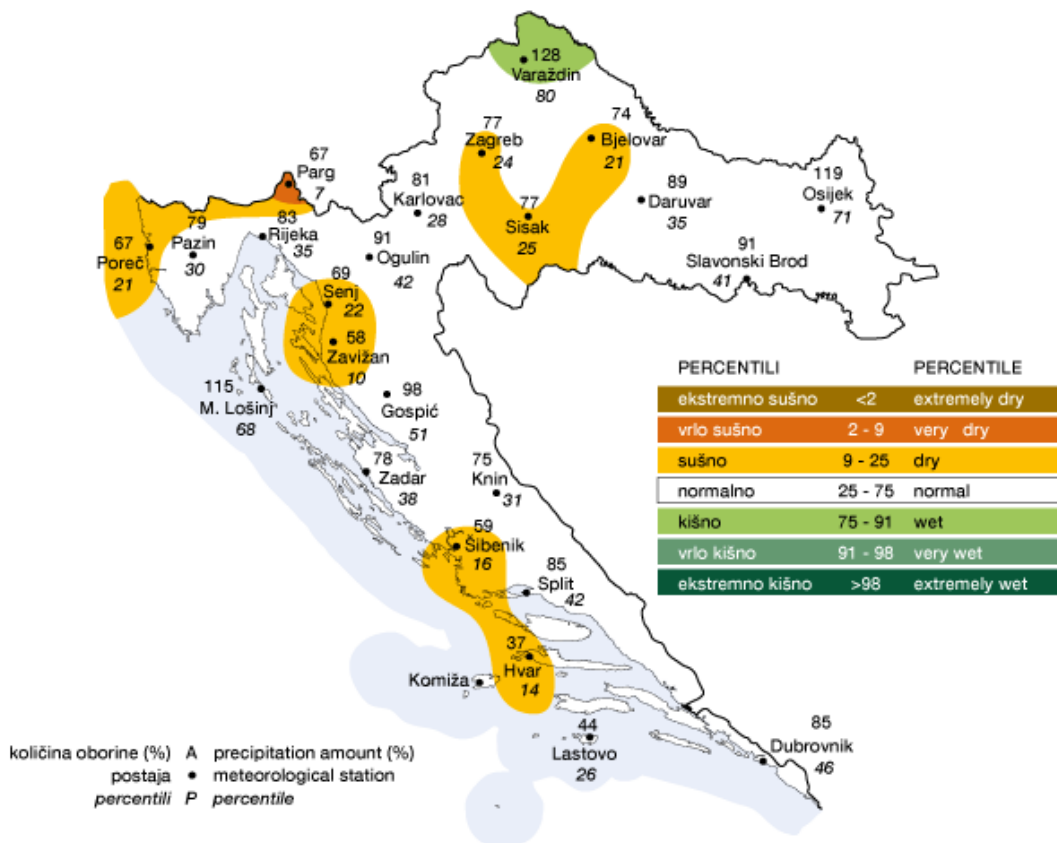 128
Varaždin
80
77
Zagreb
24
74
Bjelovar
21
67
Parg
7
81
Karlovac
28
77
Sisak
25
89
Daruvar
35
119
Osijek
71
79
Pazin
30
83
Rijeka
35
91
Ogulin
42
91
Slavonski Brod
41
67
Poreč
21
69
Senj
22
58
Zavižan
10
115
M. Lošinj
68
98
Gospić
51
78
Zadar
38
75
Knin
31
59
Šibenik
16
85
Split
42
37
Hvar
14
Komiža
44
Lastovo
26
85
Dubrovnik
46
PERCENTILI PERCENTILE
ekstremno sušno <2 extremely dry
vrlo sušno 2 - 9 very dry
sušno 9 - 25 dry
normalno 25 - 75 normal
kišno 75 - 91 wet
vrlo kišno 91 - 98 very wet
ekstremno kišno >98 extremely wet
količina oborine (%) A precipitation amount (%)
postaja meteorological station
percentili P percentile